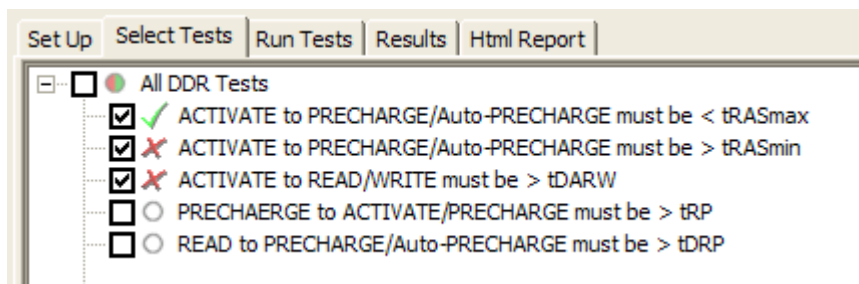 Set Up Select Tests Run Tests Results Html Report
All DDR Tests
ACTIVATE to PRECHARGE/Auto-PRECHARGE must be < tRASmax
ACTIVATE to PRECHARGE/Auto-PRECHARGE must be > tRASmin
ACTIVATE to READ/WRITE must be > tDARW
PRECHAERGE to ACTIVATE/PRECHARGE must be > tRP
READ to PRECHARGE/Auto-PRECHARGE must be > tDRP